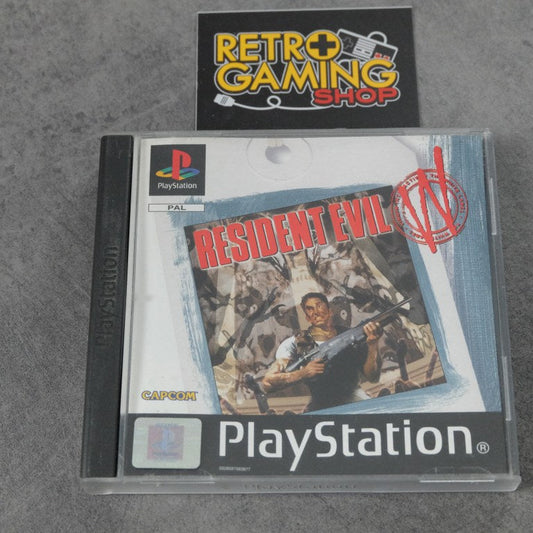 RETRO
GAMING
SHOP
PlayStation
PAL
RESIDENT EVIL
W
PlayStation
CAPCOM
PlayStation®